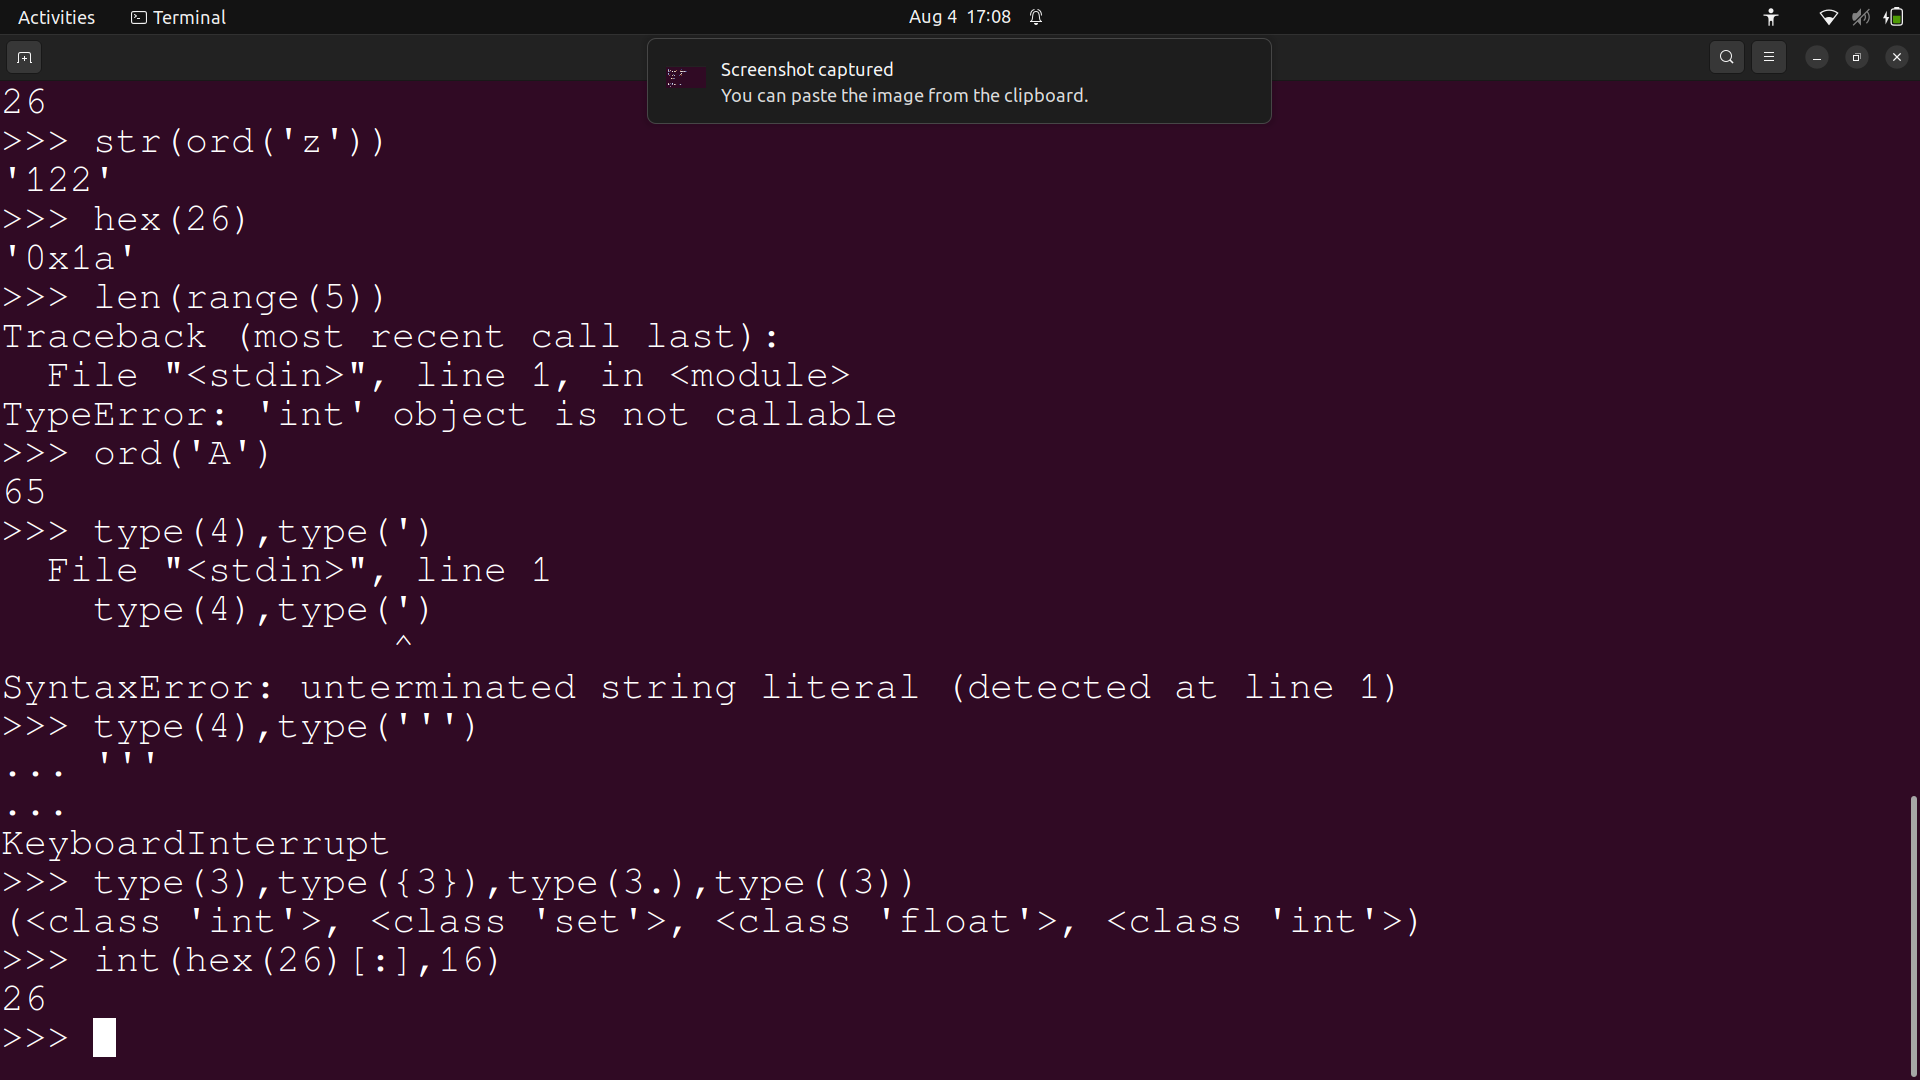 Activities Terminal Aug 4 17:08
Screenshot captured
You can paste the image from the clipboard.
26
>>> str(ord('z'))
'122'
>>> hex(26)
'0x1a'
>>> len(range(5))
Traceback (most recent call last):
  File "<stdin>", line 1, in <module>
TypeError: 'int' object is not callable
>>> ord('A')
65
>>> type(4),type(')
  File "<stdin>", line 1
    type(4),type(')
                 ^
SyntaxError: unterminated string literal (detected at line 1)
>>> type(4),type(''')
... '''
...
KeyboardInterrupt
>>> type(3),type({3}),type(3.),type((3))
(<class 'int'>, <class 'set'>, <class 'float'>, <class 'int'>)
>>> int(hex(26)[:],16)
26
>>>